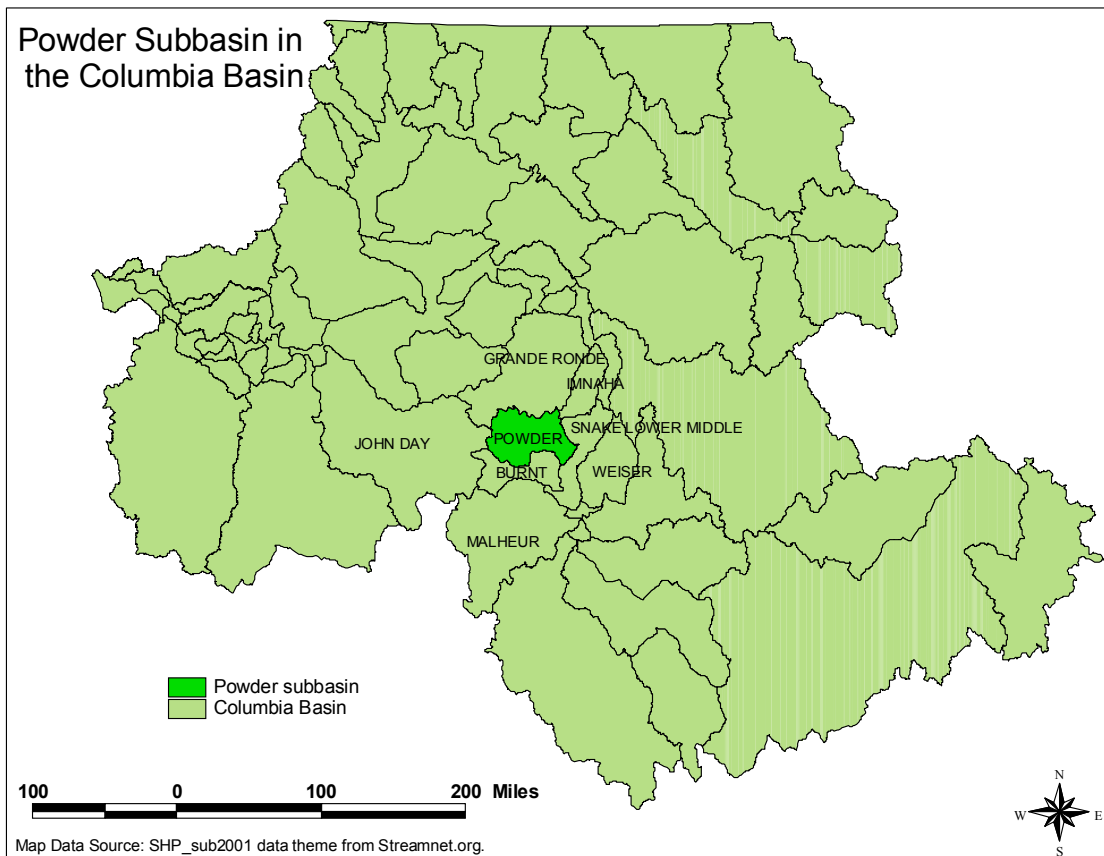 Powder Subbasin in
the Columbia Basin
GRANDE RONDE
IMNAHA
POWDER
SNAKE LOWER MIDDLE
JOHN DAY
BURNT
WEISER
MALHEUR
Powder subbasin
Columbia Basin
100 0 100 200 Miles
N
W E
S
Map Data Source: SHP_sub2001 data theme from Streamnet.org.